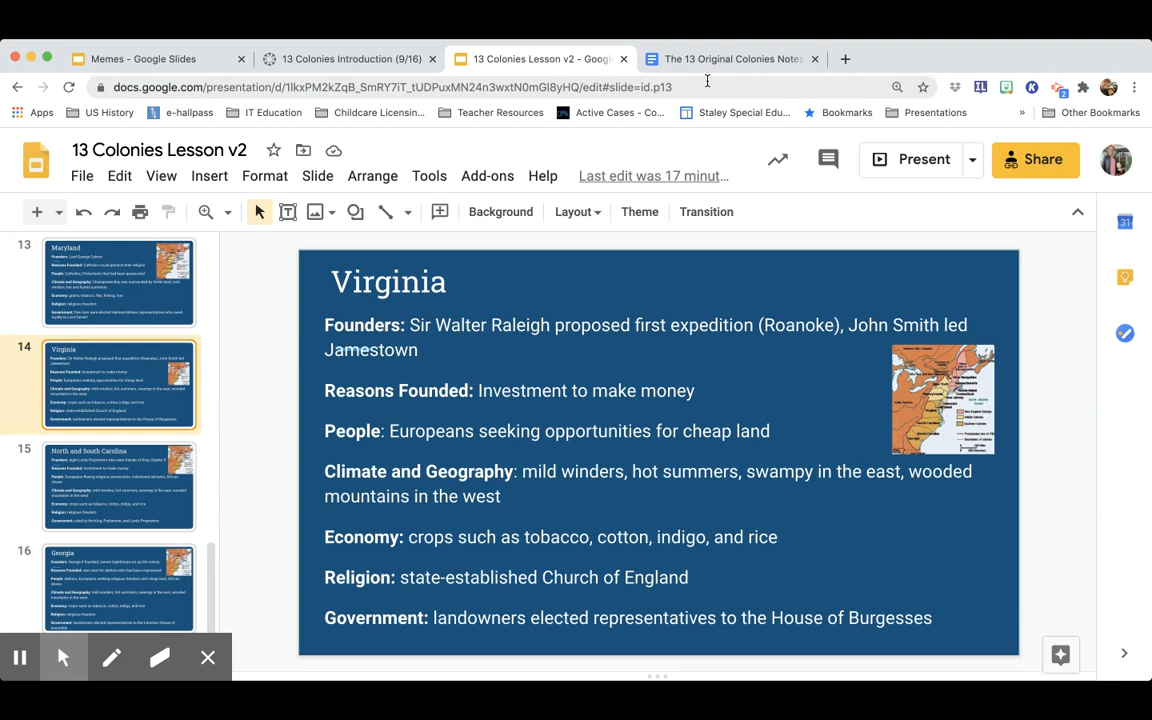 Memes - Google Slides
13 Colonies Introduction (9/16)
13 Colonies Lesson v2 - Googl
The 13 Original Colonies Notes
docs.google.com/presentation/d/1lkxPM2kZqB_SmRY7iT_tUDPuxMN24n3wxtN0mGl8yHQ/edit#slide=id.p13
Apps
US History
e-hallpass
IT Education
Childcare Licensin...
Teacher Resources
Active Cases - Co...
Staley Special Edu...
Bookmarks
Presentations
»
Other Bookmarks
13 Colonies Lesson v2
Present
Share
File Edit View Insert Format Slide Arrange Tools Add-ons Help Last edit was 17 minut...
Background
Layout
Theme
Transition
31
13
Maryland
14
Virginia
15
North and South Carolina
16
Georgia
Virginia
Founders: Sir Walter Raleigh proposed first expedition (Roanoke), John Smith led
Jamestown
Reasons Founded: Investment to make money
People: Europeans seeking opportunities for cheap land
Climate and Geography: mild winders, hot summers, swampy in the east, wooded
mountains in the west
Economy: crops such as tobacco, cotton, indigo, and rice
Religion: state-established Church of England
Government: landowners elected representatives to the House of Burgesses